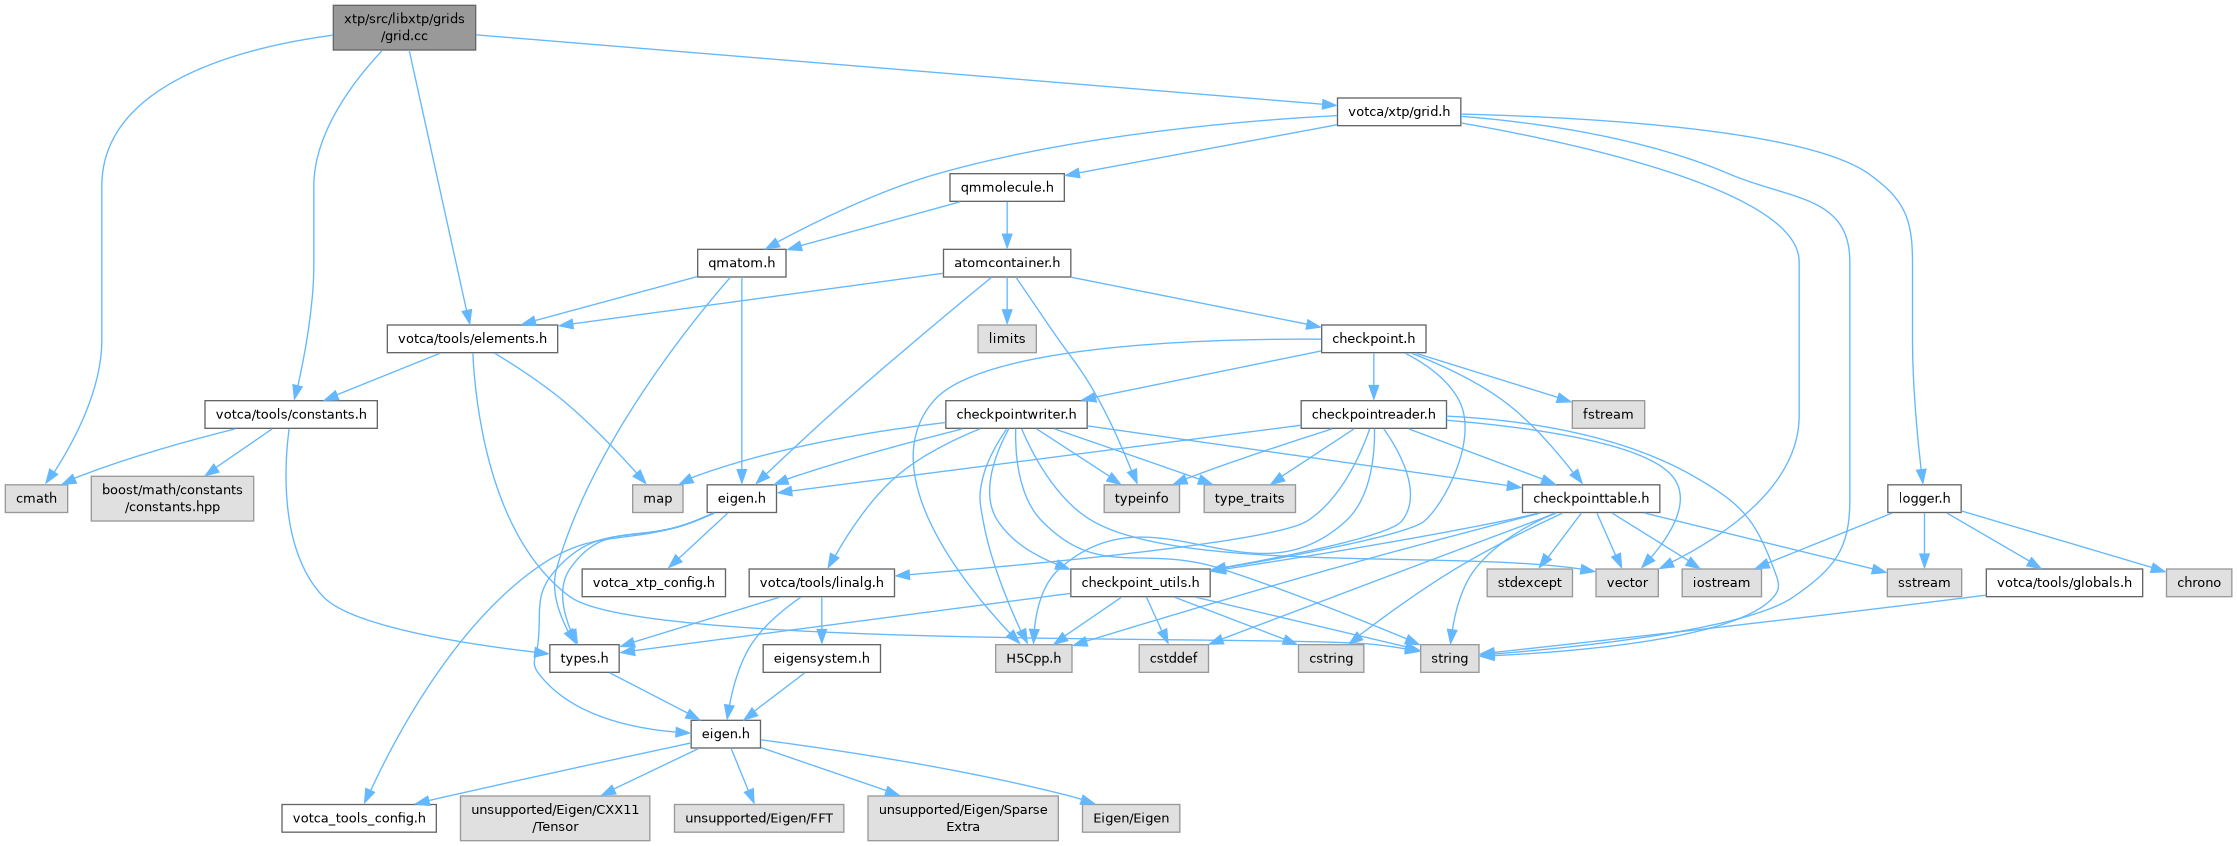 xtp/src/libxtp/grids
/grid.cc
votca/xtp/grid.h
qmmolecule.h
qmatom.h
atomcontainer.h
votca/tools/elements.h
limits
checkpoint.h
votca/tools/constants.h
checkpointwriter.h
checkpointreader.h
fstream
cmath
boost/math/constants
/constants.hpp
map
eigen.h
typeinfo
type_traits
checkpointtable.h
logger.h
votca_xtp_config.h
votca/tools/linalg.h
checkpoint_utils.h
stdexcept
vector
iostream
sstream
votca/tools/globals.h
chrono
types.h
eigensystem.h
H5Cpp.h
cstddef
cstring
string
eigen.h
votca_tools_config.h
unsupported/Eigen/CXX11
/Tensor
unsupported/Eigen/FFT
unsupported/Eigen/Sparse
Extra
Eigen/Eigen